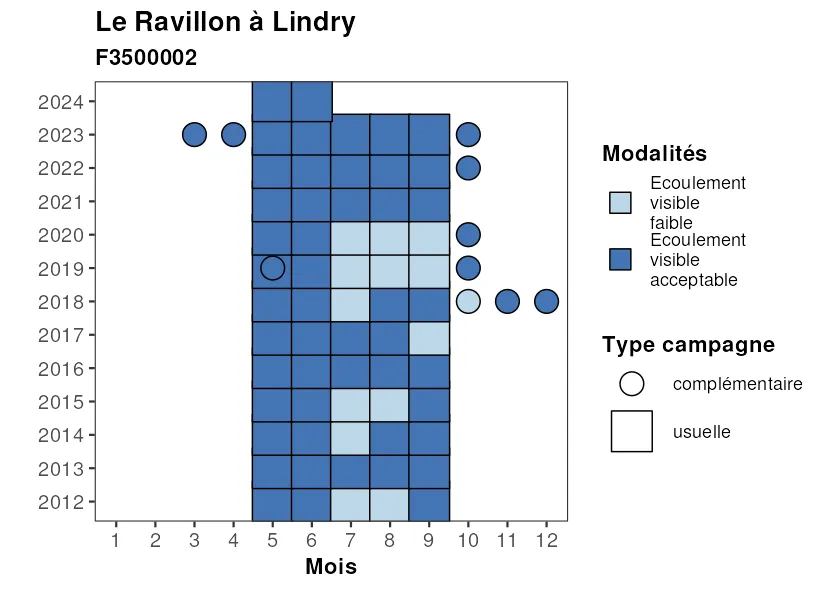 Le Ravillon à Lindry
F3500002
2024
2023
2022
2021
2020
2019
2018
2017
2016
2015
2014
2013
2012
1 2 3 4 5 6 7 8 9 10 11 12
Mois
Modalités
Ecoulement
visible
faible
Ecoulement
visible
acceptable
Type campagne
complémentaire
usuelle